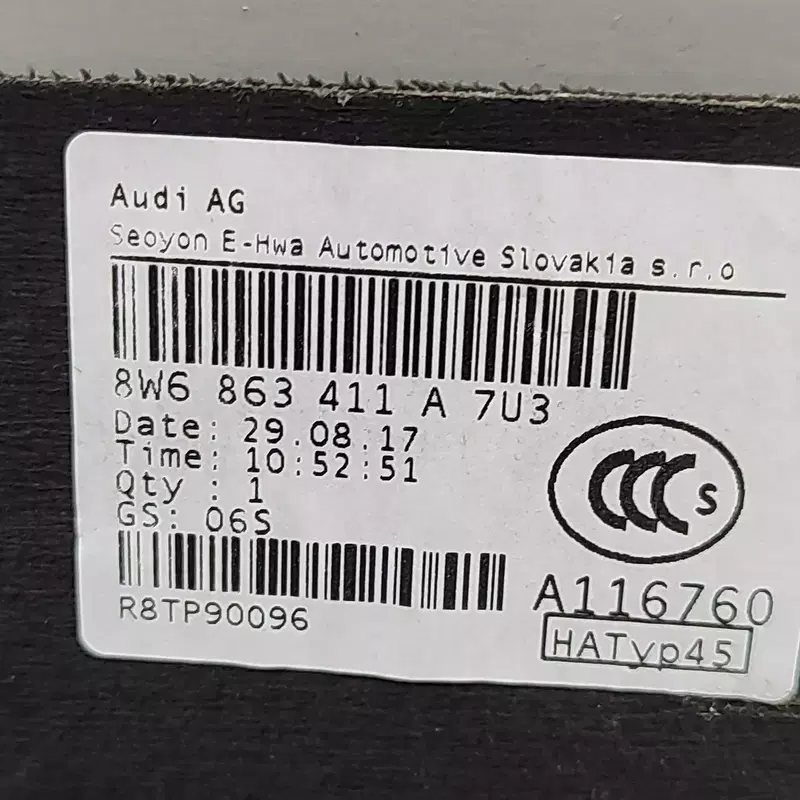 Audi AG
Seoyon E-Hwa Automotive Slovakia s.r.o
8W6 863 411 A 7U3
Date: 29.08.17
Time: 10:52:51
Qty : 1
GS: 06S
R8TP90096
CCC S
A116760
HATyp45